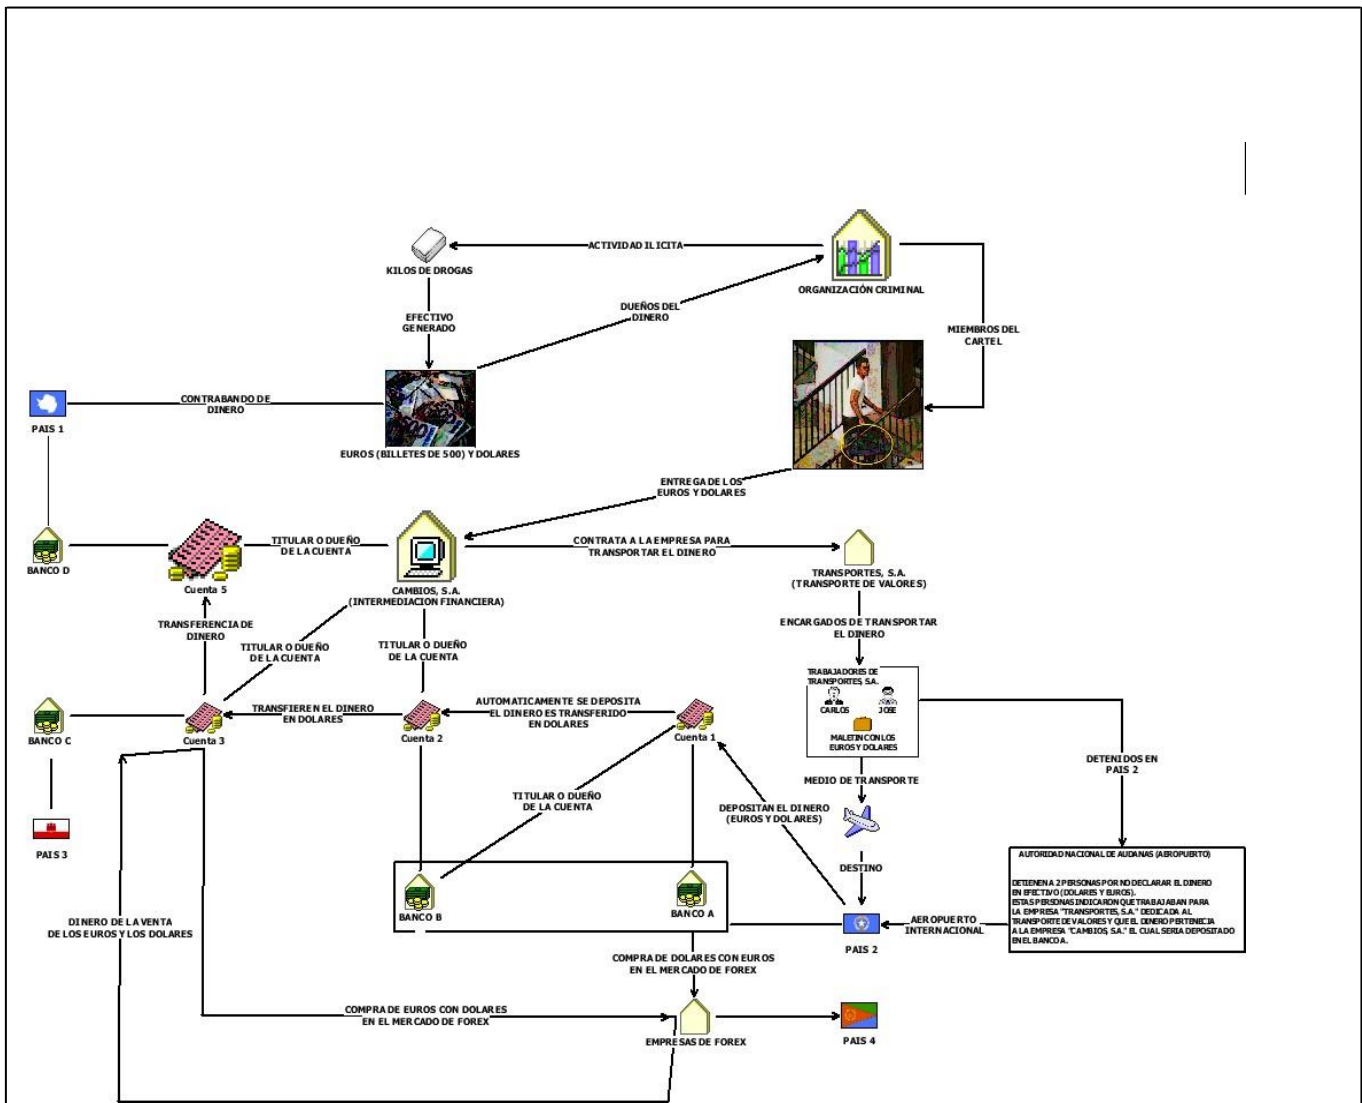 ACTIVIDAD ILICITA
KILOS DE DROGAS
ORGANIZACIÓN CRIMINAL
EFECTIVO
GENERADO
DUEÑOS DEL
DINERO
MIEMBROS DEL
CARTEL
CONTRABANDO DE
DINERO
PAIS 1
EUROS (BILLETES DE 500) Y DOLARES
ENTREGA DE LOS
EUROS Y DOLARES
BANCO D
Cuenta 5
TITULAR O DUEÑO
DE LA CUENTA
CAMBIOS, S.A.
(INTERMEDIACION FINANCIERA)
CONTRATA A LA EMPRESA PARA
TRANSPORTAR EL DINERO
TRANSPORTES, S.A.
(TRANSPORTE DE VALORES)
TRANSFERENCIA DE
DINERO
TITULAR O DUEÑO
DE LA CUENTA
TITULAR O DUEÑO
DE LA CUENTA
ENCARGADOS DE TRANSPORTAR
EL DINERO
TRABAJADORES DE
TRANSPORTES, S.A.
CARLOS
JOSE
MALETIN CON LOS
EUROS Y DOLARES
BANCO C
Cuenta 3
TRANSFIEREN EL DINERO
EN DOLARES
Cuenta 2
AUTOMATICAMENTE SE DEPOSITA
EL DINERO ES TRANSFERIDO
EN DOLARES
Cuenta 1
DETENIDOS EN
PAIS 2
MEDIO DE TRANSPORTE
TITULAR O DUEÑO
DE LA CUENTA
DEPOSITAN EL DINERO
(EUROS Y DOLARES)
PAIS 3
DESTINO
AUTORIDAD NACIONAL DE AUDANAS (AEROPUERTO)
DETIENEN A 2 PERSONAS POR NO DECLARAR EL DINERO
EN EFECTIVO (DOLARES Y EUROS).
ESTAS PERSONAS INDICARON QUE TRABAJABAN PARA
LA EMPRESA "TRANSPORTES, S.A." DEDICADA AL
TRANSPORTE DE VALORES Y QUE EL DINERO PERTENECIA
A LA EMPRESA "CAMBIOS, S.A." EL CUAL SERIA DEPOSITADO
EN EL BANCO A.
BANCO B
BANCO A
DINERO DE LA VENTA
DE LOS EUROS Y LOS DOLARES
AEROPUERTO
INTERNACIONAL
PAIS 2
COMPRA DE DOLARES CON EUROS
EN EL MERCADO DE FOREX
COMPRA DE EUROS CON DOLARES
EN EL MERCADO DE FOREX
EMPRESAS DE FOREX
PAIS 4